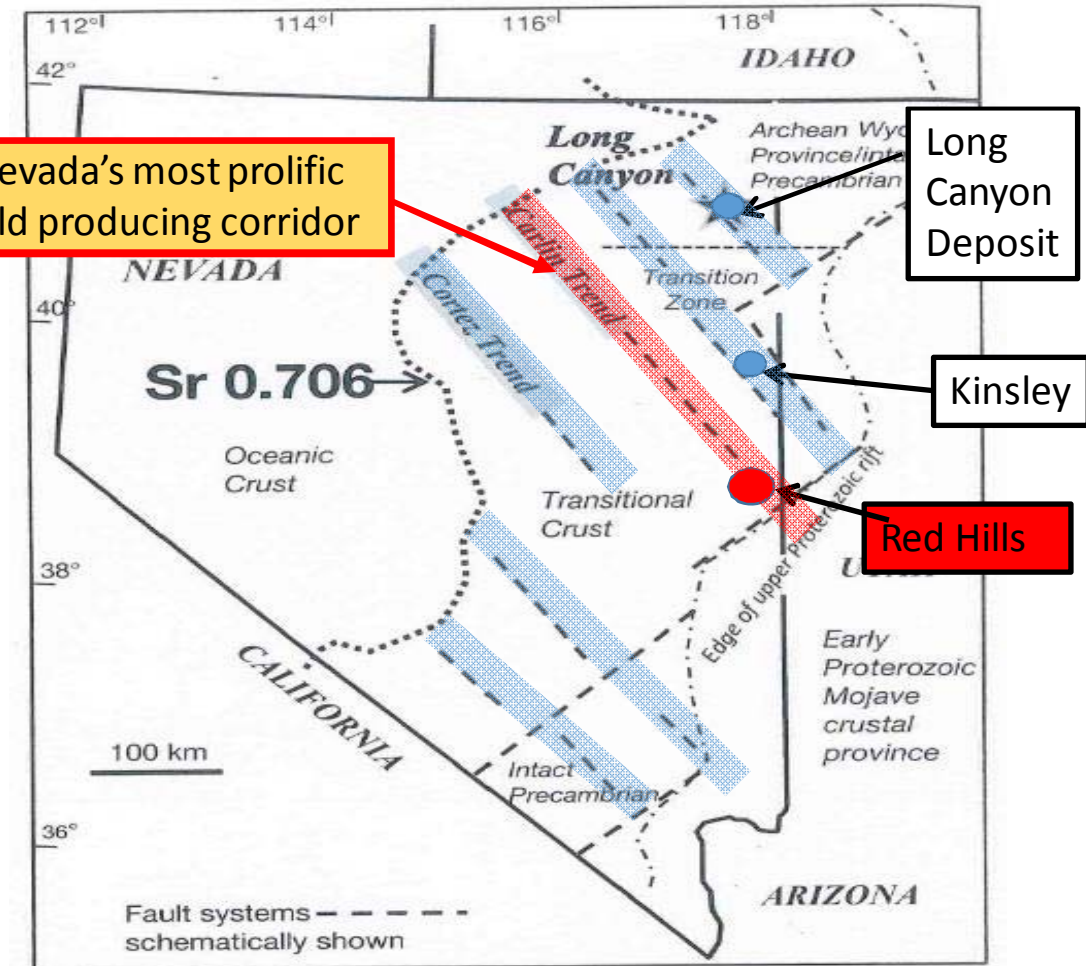 112°
114°
116°
118°
IDAHO
42°
Long
Canyon
Archean Wyo
Province/inta
Precambrian
Long
Canyon
Deposit
evada's most prolific
ld producing corridor
NEVADA
Carlin Trend
Cortez Trend
Transition
Zone
40°
Sr 0.706
Kinsley
Oceanic
Crust
Transitional
Crust
Red Hills
Edge of upper Proterozoic rift
38°
CALIFORNIA
Early
Proterozoic
Mojave
crustal
province
100 km
Intact
Precambrian
36°
ARIZONA
Fault systems
schematically shown